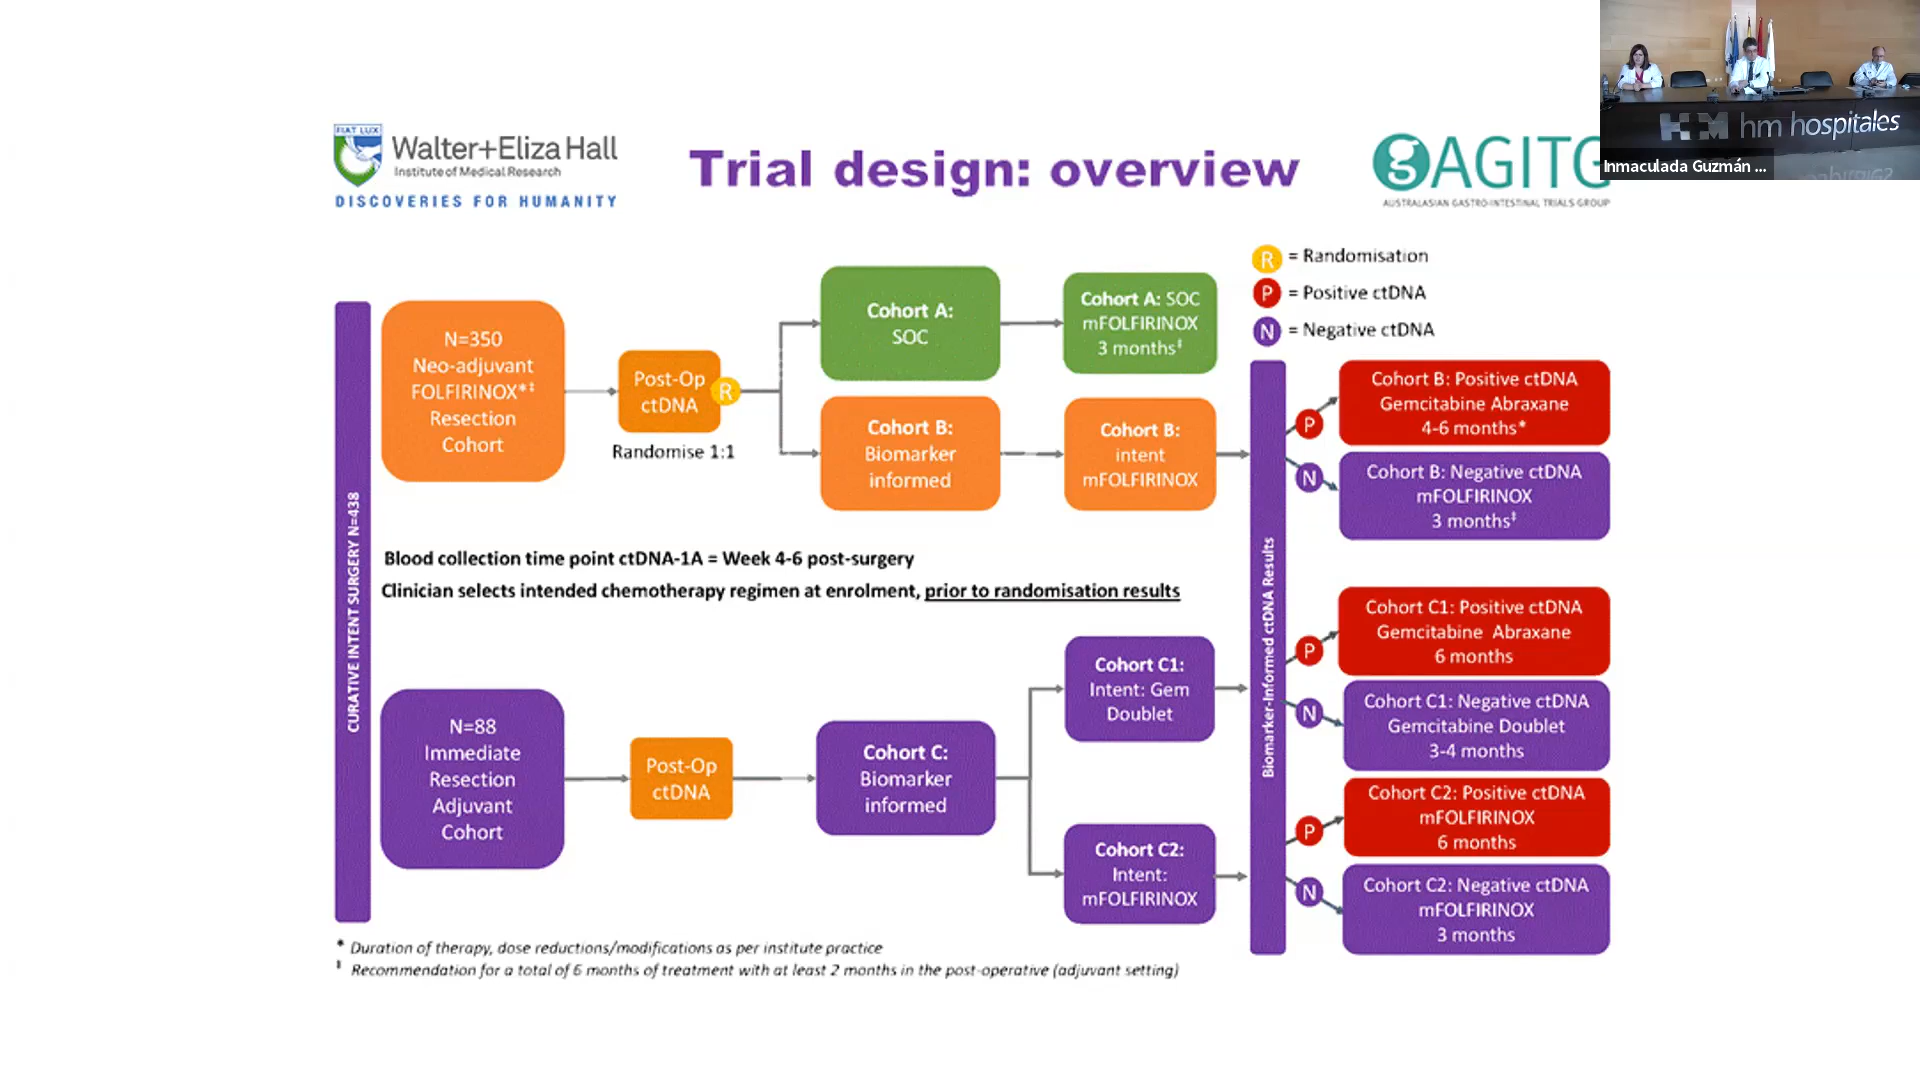 FIAT LUX
Walter+Eliza Hall
Institute of Medical Research
DISCOVERIES FOR HUMANITY
Trial design: overview
AGITG
AUSTRALASIAN GASTRO-INTESTINAL TRIALS GROUP
hm hospitales
Inmaculada Guzmán ...
R = Randomisation
P = Positive ctDNA
N = Negative ctDNA
CURATIVE INTENT SURGERY N=438
N=350
Neo-adjuvant
FOLFIRINOX*‡
Resection
Cohort
Post-Op
ctDNA
R
Randomise 1:1
Cohort A:
SOC
Cohort A: SOC
mFOLFIRINOX
3 months‡
Cohort B:
Biomarker
informed
Cohort B:
intent
mFOLFIRINOX
Biomarker-Informed ctDNA Results
P
Cohort B: Positive ctDNA
Gemcitabine Abraxane
4-6 months*
N
Cohort B: Negative ctDNA
mFOLFIRINOX
3 months‡
Blood collection time point ctDNA-1A = Week 4-6 post-surgery
Clinician selects intended chemotherapy regimen at enrolment, prior to randomisation results
N=88
Immediate
Resection
Adjuvant
Cohort
Post-Op
ctDNA
Cohort C:
Biomarker
informed
Cohort C1:
Intent: Gem
Doublet
P
Cohort C1: Positive ctDNA
Gemcitabine Abraxane
6 months
N
Cohort C1: Negative ctDNA
Gemcitabine Doublet
3-4 months
Cohort C2:
Intent:
mFOLFIRINOX
P
Cohort C2: Positive ctDNA
mFOLFIRINOX
6 months
N
Cohort C2: Negative ctDNA
mFOLFIRINOX
3 months
* Duration of therapy, dose reductions/modifications as per institute practice
‡ Recommendation for a total of 6 months of treatment with at least 2 months in the post-operative (adjuvant setting)